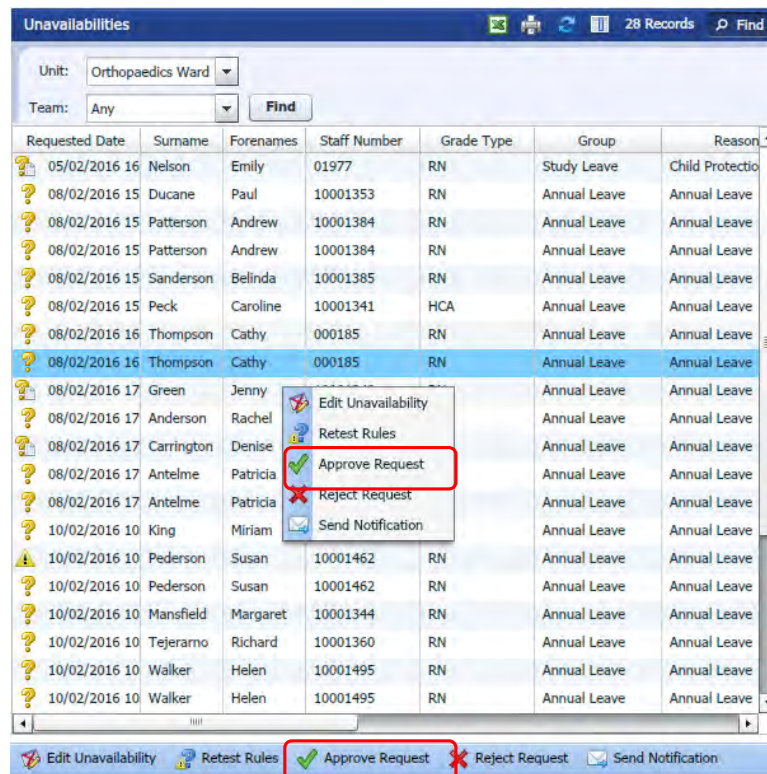 Unavailabilities 28 Records Find
Unit: Orthopaedics Ward
Team: Any Find
Requested Date Surname Forenames Staff Number Grade Type Group Reason
05/02/2016 16 Nelson Emily 01977 RN Study Leave Child Protectio
08/02/2016 15 Ducane Paul 10001353 RN Annual Leave Annual Leave
08/02/2016 15 Patterson Andrew 10001384 RN Annual Leave Annual Leave
08/02/2016 15 Patterson Andrew 10001384 RN Annual Leave Annual Leave
08/02/2016 15 Sanderson Belinda 10001385 RN Annual Leave Annual Leave
08/02/2016 15 Peck Caroline 10001341 HCA Annual Leave Annual Leave
08/02/2016 16 Thompson Cathy 000185 RN Annual Leave Annual Leave
08/02/2016 16 Thompson Cathy 000185 RN Annual Leave Annual Leave
08/02/2016 17 Green Jenny Annual Leave Annual Leave
08/02/2016 17 Anderson Rachel Edit Unavailability Annual Leave Annual Leave
08/02/2016 17 Carrington Denise Retest Rules Annual Leave Annual Leave
08/02/2016 17 Antelme Patricia Approve Request Annual Leave Annual Leave
08/02/2016 17 Antelme Patricia Reject Request Annual Leave Annual Leave
10/02/2016 10 King Miriam Send Notification Annual Leave Annual Leave
10/02/2016 10 Pederson Susan 10001462 RN Annual Leave Annual Leave
10/02/2016 10 Pederson Susan 10001462 RN Annual Leave Annual Leave
10/02/2016 10 Mansfield Margaret 10001344 RN Annual Leave Annual Leave
10/02/2016 10 Tejerarno Richard 10001360 RN Annual Leave Annual Leave
10/02/2016 10 Walker Helen 10001495 RN Annual Leave Annual Leave
10/02/2016 10 Walker Helen 10001495 RN Annual Leave Annual Leave
Edit Unavailability Retest Rules Approve Request Reject Request Send Notification